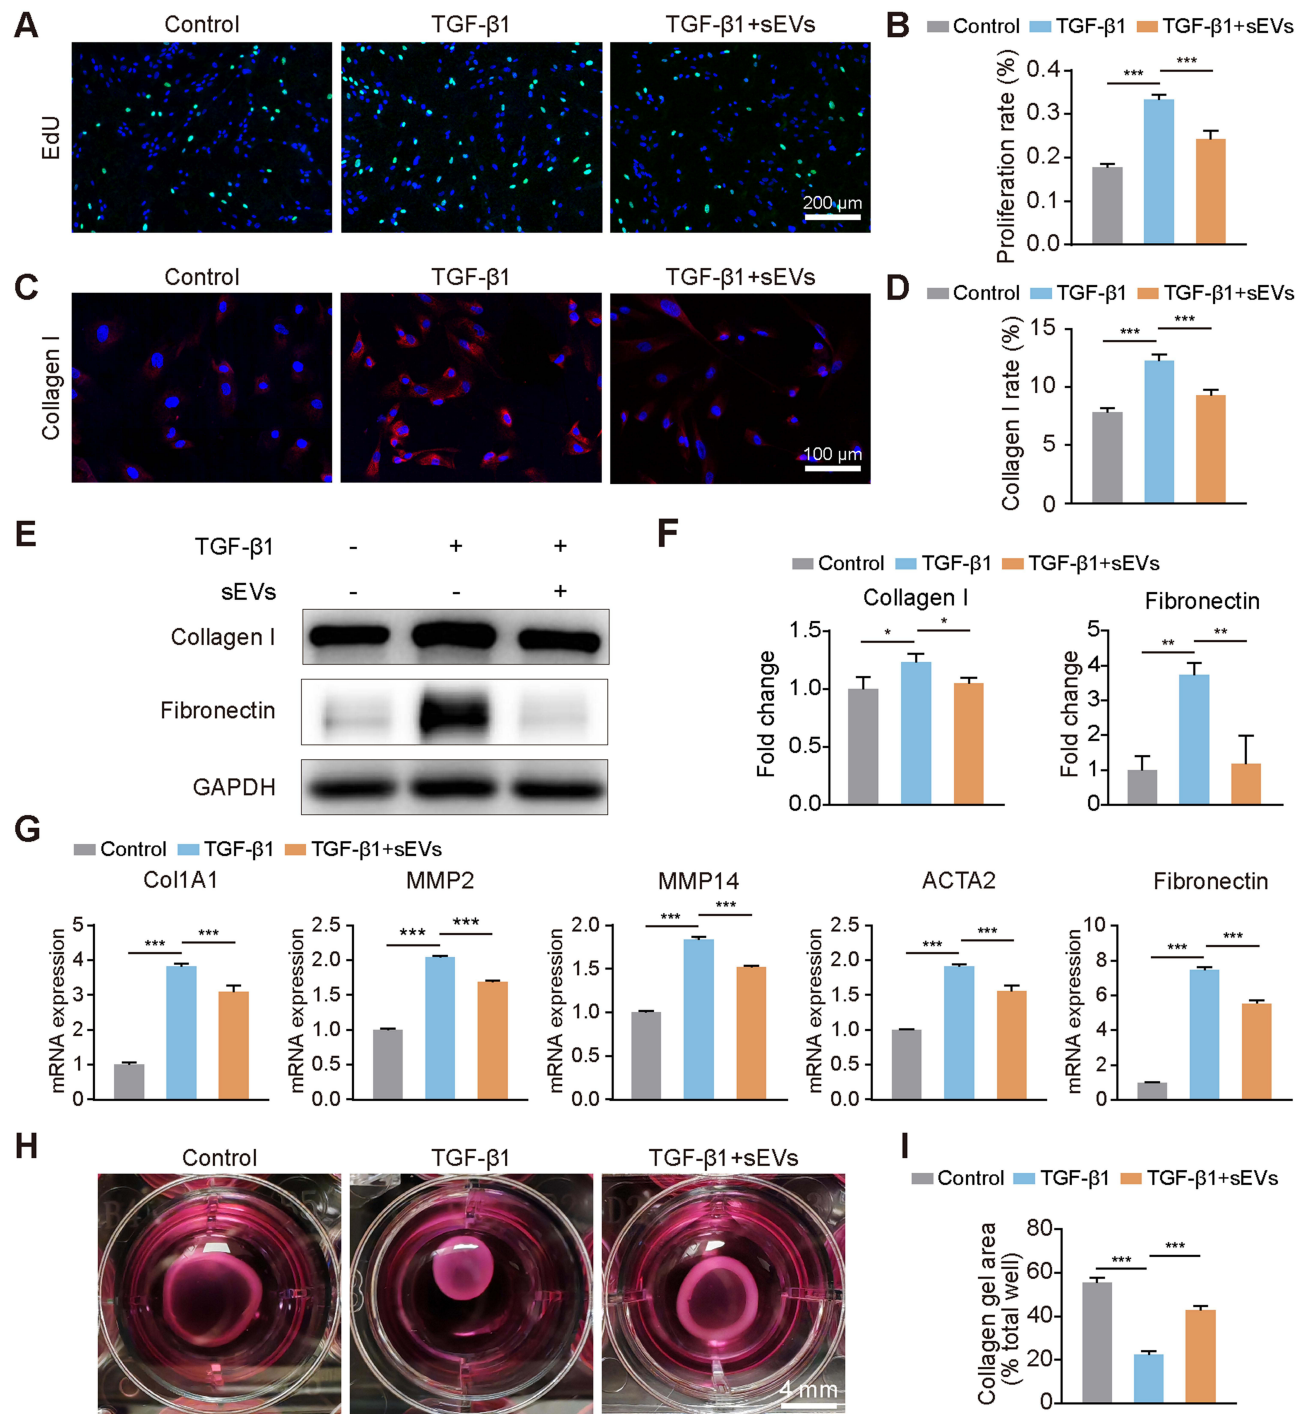 A
Control
TGF-β1
TGF-β1+sEVs
EdU
200 μm
B
Control
TGF-β1
TGF-β1+sEVs
Proliferation rate (%)
0.4
0.3
0.2
0.1
0.0
***
***
C
Control
TGF-β1
TGF-β1+sEVs
Collagen I
100 μm
D
Control
TGF-β1
TGF-β1+sEVs
Collagen I rate (%)
15
10
5
0
***
***
E
TGF-β1 - + +
sEVs - - +
Collagen I
Fibronectin
GAPDH
F
Control
TGF-β1
TGF-β1+sEVs
Collagen I
Fold change
1.5
1.0
0.5
0.0
*
*
Fibronectin
Fold change
5
4
3
2
1
0
**
**
G
Control
TGF-β1
TGF-β1+sEVs
Col1A1
mRNA expression
5
4
3
2
1
0
***
***
MMP2
mRNA expression
2.5
2.0
1.5
1.0
0.5
0.0
***
***
MMP14
mRNA expression
2.0
1.5
1.0
0.5
0.0
***
***
ACTA2
mRNA expression
2.5
2.0
1.5
1.0
0.5
0.0
***
***
Fibronectin
mRNA expression
10
8
6
4
2
0
***
***
H
Control
TGF-β1
TGF-β1+sEVs
4 mm
I
Control
TGF-β1
TGF-β1+sEVs
Collagen gel area
(% total well)
80
60
40
20
0
***
***